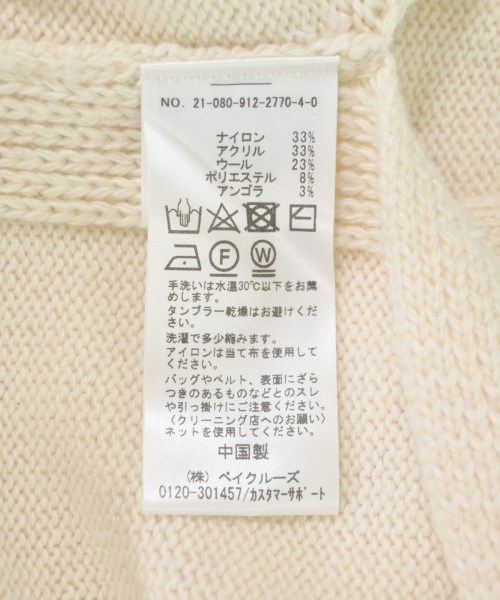 NO. 21-080-912-2770-4-0
ナイロン 33%
アクリル 33%
ウール 23%
ポリエステル 8%
アンゴラ 3%
F W
手洗いは水温30℃以下をお薦
めします。
タンブラー乾燥はお避けくだ
さい。
洗濯で多少縮みます。
アイロンは当て布を使用して
ください。
バッグやベルト、表面にざら
つきのあるものなどとのスレ
や引っ掛けにご注意ください。
〈クリーニング店へのお願い〉
ネットを使用してください。
中国製
(株) ベイクルーズ
0120-301457/カスタマーサポート